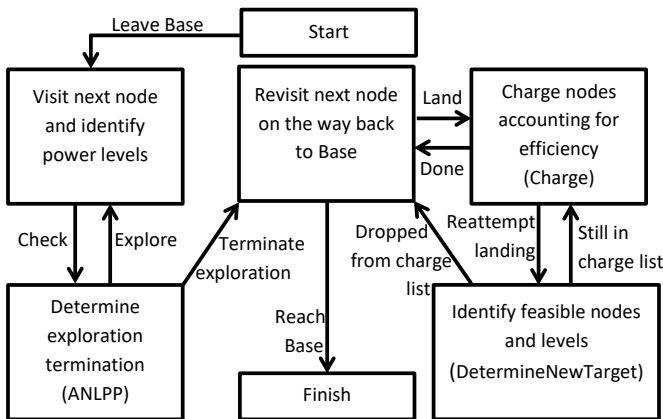 Leave Base
Start
Visit next node
and identify
power levels
Revisit next node
on the way back
to Base
Land
Done
Charge nodes
accounting for
efficiency
(Charge)
Check
Explore
Terminate
exploration
Dropped
from charge
list
Reattempt
landing
Still in
charge list
Determine
exploration
termination
(ANLPP)
Reach
Base
Identify feasible nodes
and levels
(DetermineNewTarget)
Finish